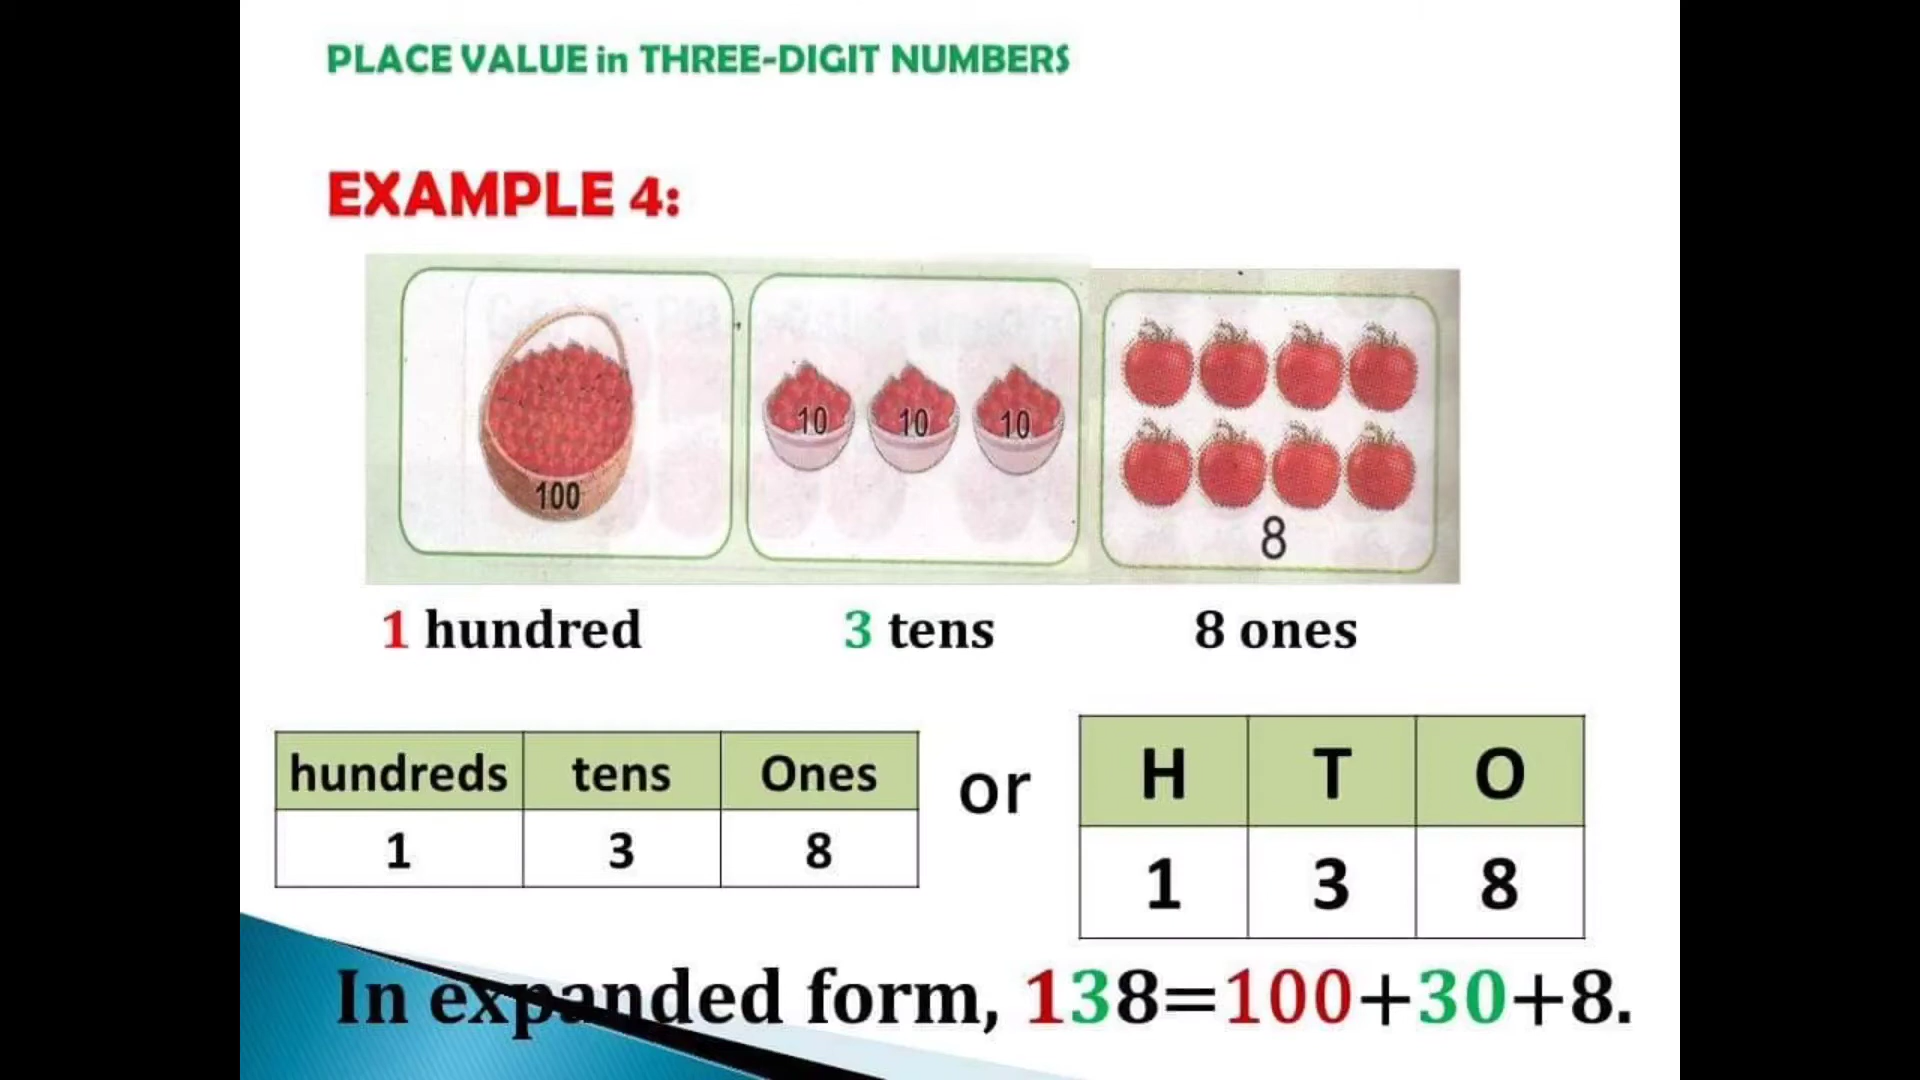 PLACE VALUE in THREE-DIGIT NUMBERS
EXAMPLE 4:
100
10 10 10
8
1 hundred 3 tens 8 ones
hundreds tens Ones
1 3 8
or
H T O
1 3 8
In expanded form, 138=100+30+8.